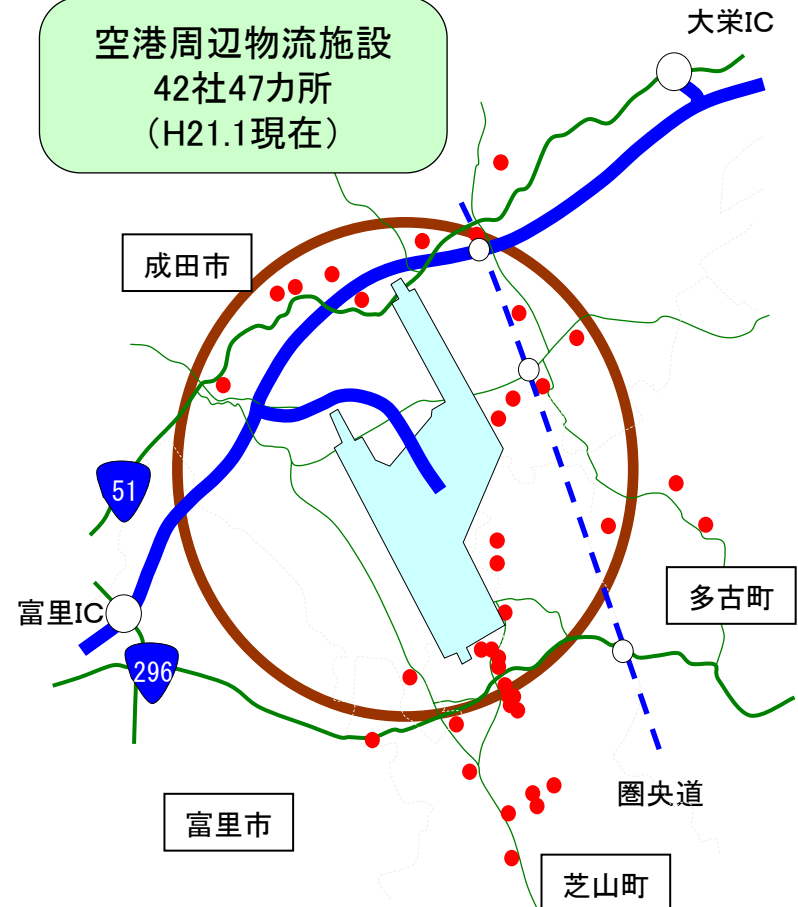 大栄IC
空港周辺物流施設
42社47カ所
（H21.1現在）
成田市
51
富里IC
多古町
296
圏央道
富里市
芝山町